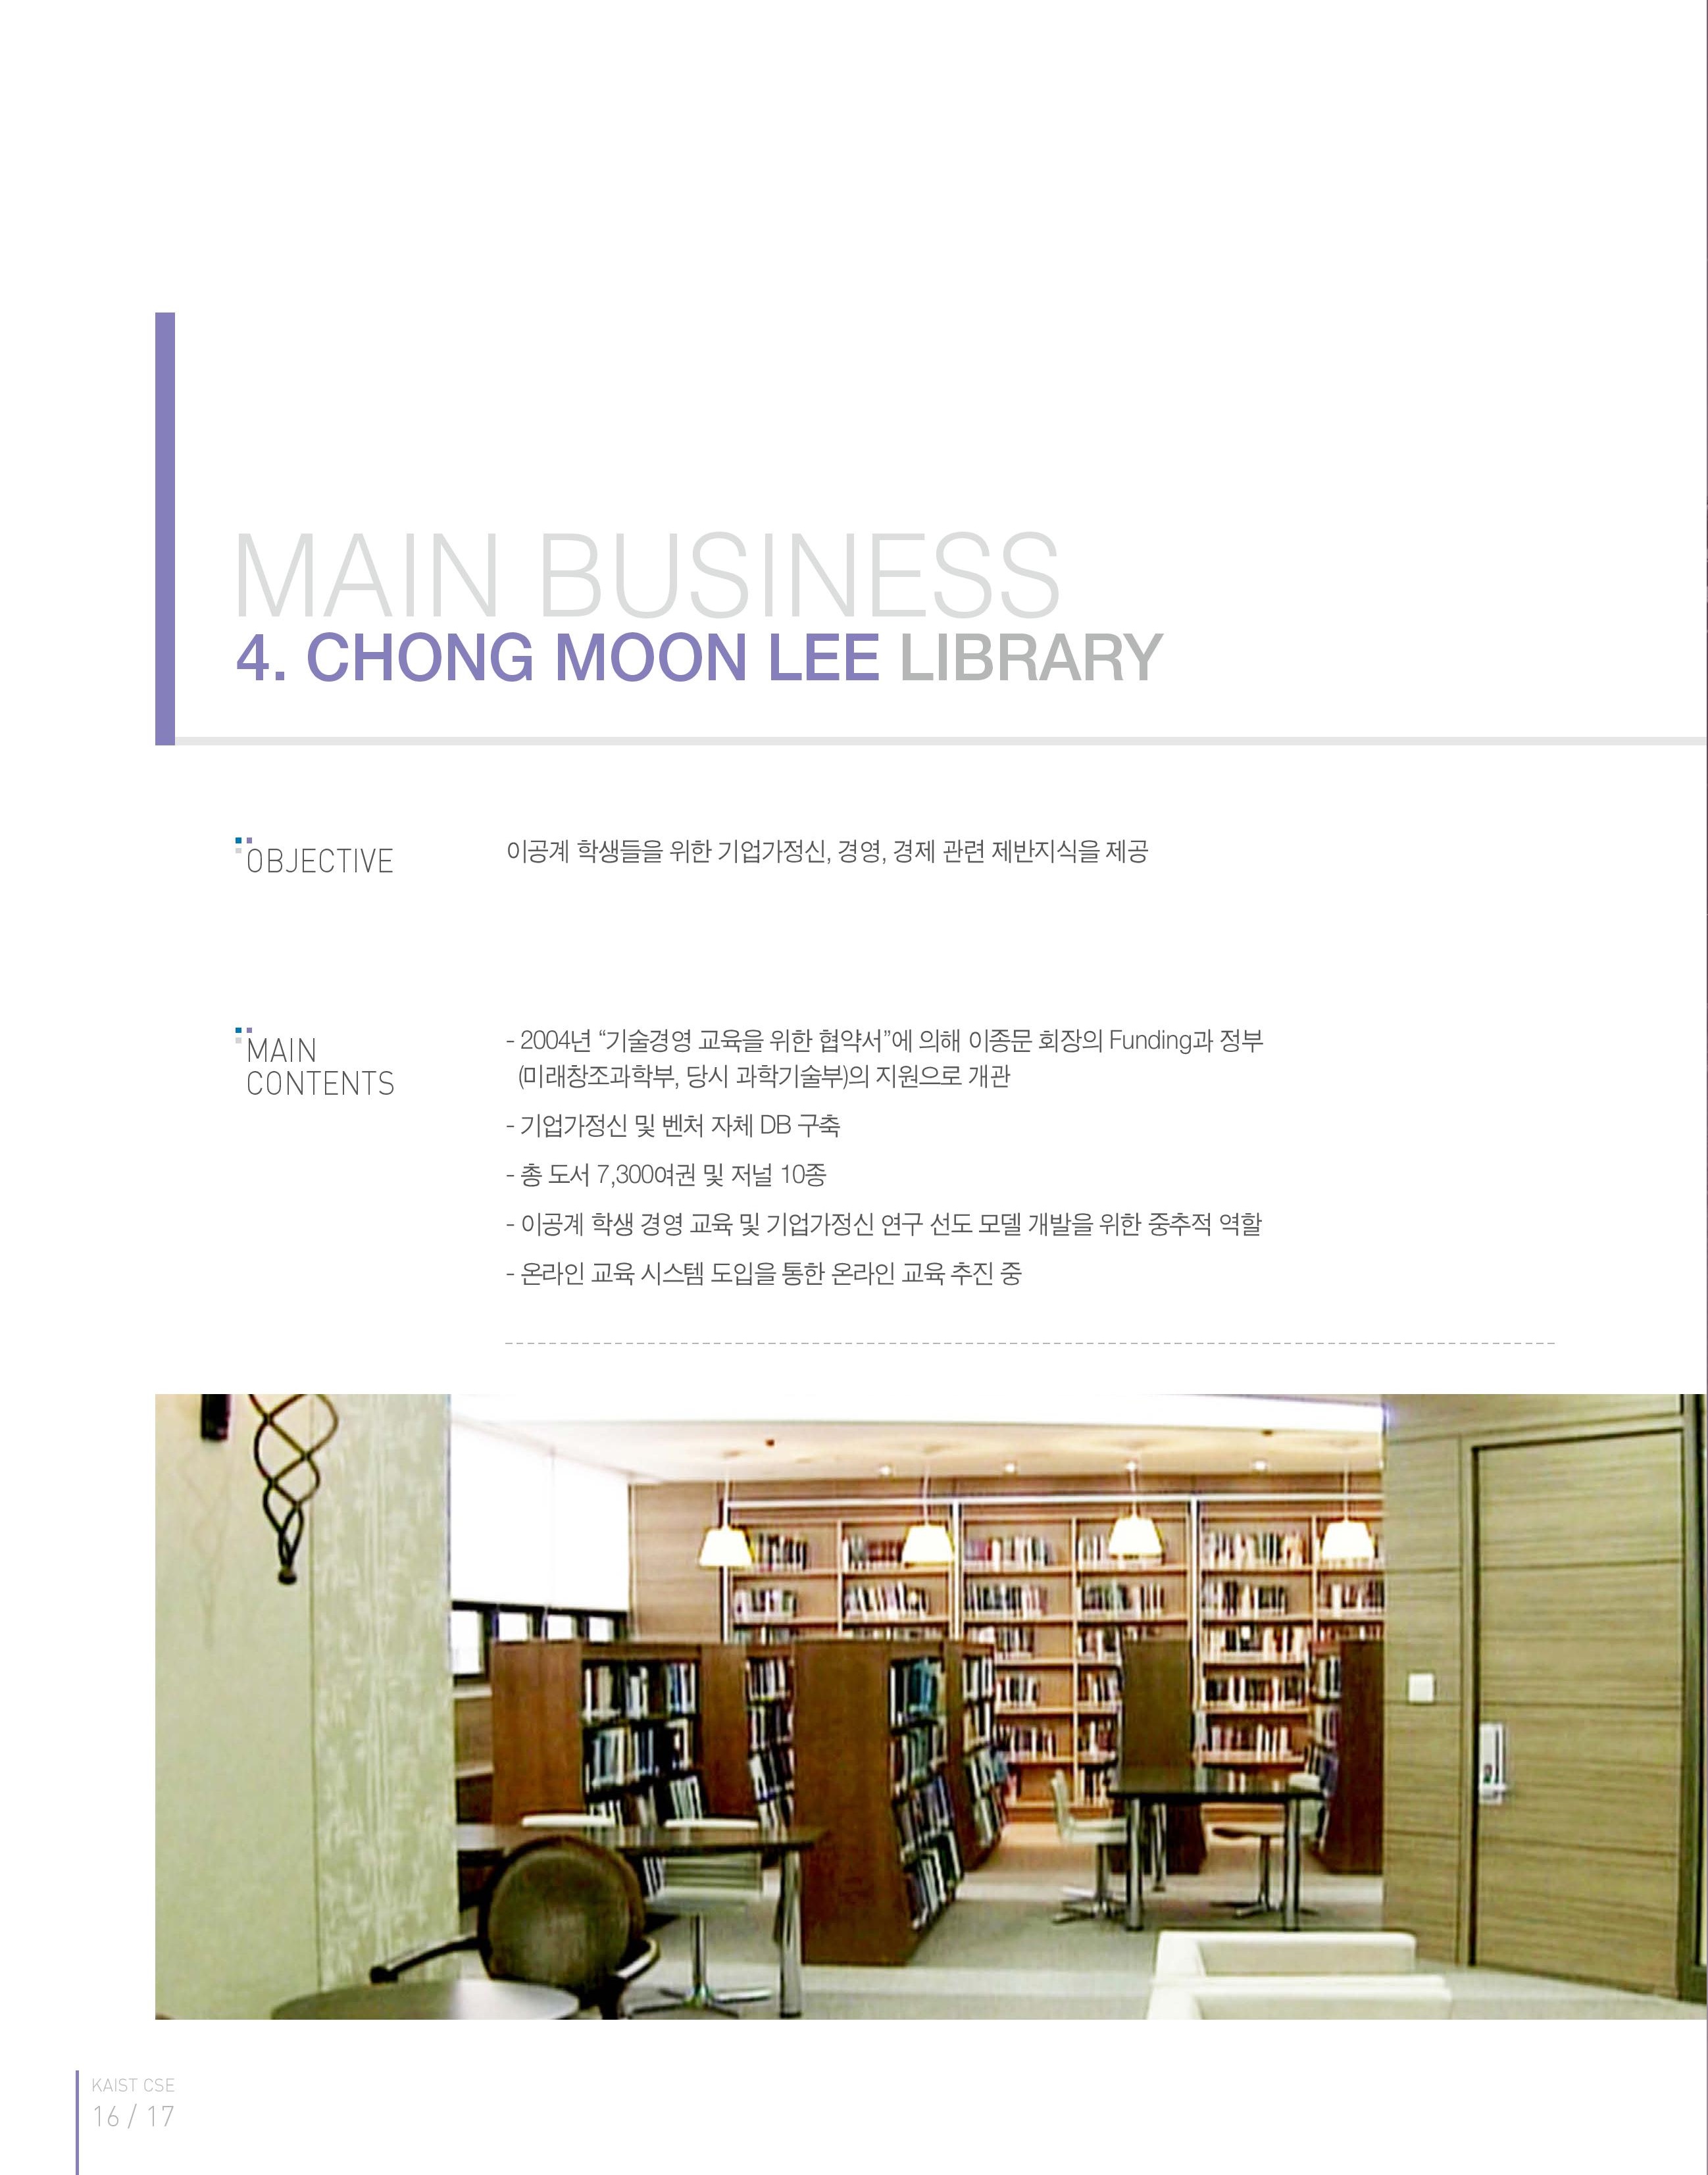 MAIN BUSINESS
4. CHONG MOON LEE LIBRARY
OBJECTIVE
이공계 학생들을 위한 기업가정신, 경영, 경제 관련 제반지식을 제공
MAIN
CONTENTS
- 2004년 “기술경영 교육을 위한 협약서”에 의해 이종문 회장의 Funding과 정부
(미래창조과학부, 당시 과학기술부)의 지원으로 개관
- 기업가정신 및 벤처 자체 DB 구축
- 총 도서 7,300여권 및 저널 10종
- 이공계 학생 경영 교육 및 기업가정신 연구 선도 모델 개발을 위한 중추적 역할
- 온라인 교육 시스템 도입을 통한 온라인 교육 추진 중
KAIST CSE
16 / 17